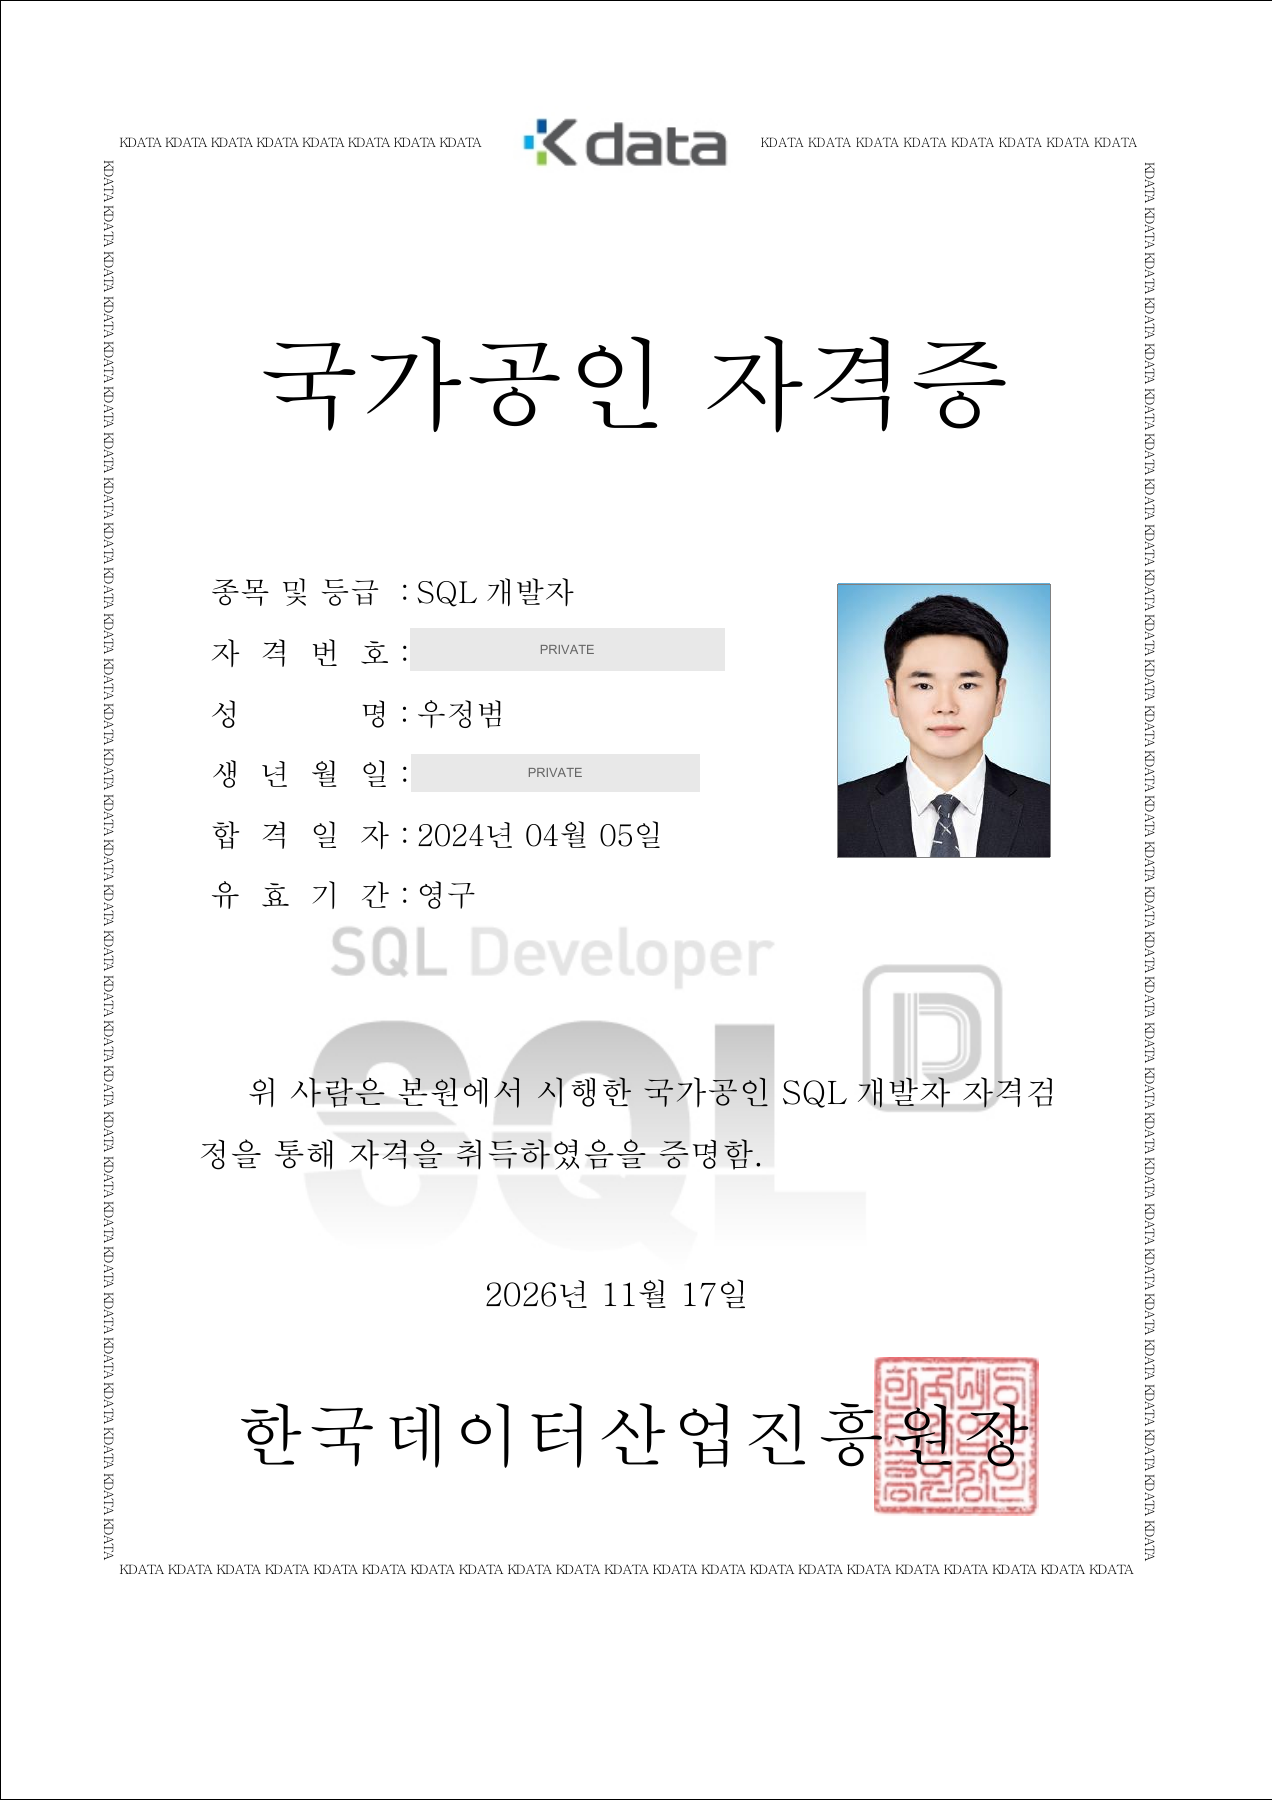 KDATA KDATA KDATA KDATA KDATA KDATA KDATA KDATA
K data
KDATA KDATA KDATA KDATA KDATA KDATA KDATA KDATA
국가공인 자격증
종목 및 등급 : SQL 개발자
자 격 번 호 : PRIVATE
성 명 : 우정범
생 년 월 일 : PRIVATE
합 격 일 자 : 2024년 04월 05일
유 효 기 간 : 영구
SQL Developer
SQL
D
위 사람은 본원에서 시행한 국가공인 SQL 개발자 자격검
정을 통해 자격을 취득하였음을 증명함.
2026년 11월 17일
한국데이터산업진흥원장
KDATA KDATA KDATA KDATA KDATA KDATA KDATA KDATA KDATA KDATA KDATA KDATA KDATA KDATA KDATA KDATA KDATA KDATA KDATA KDATA KDATA